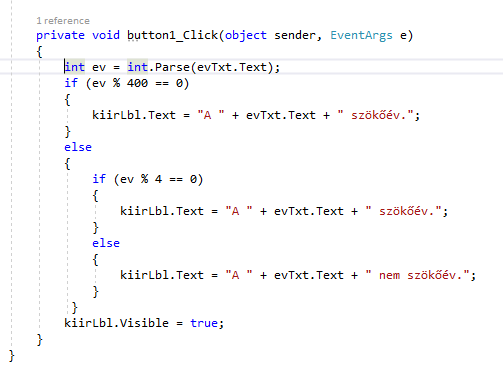 1 reference
private void button1_Click(object sender, EventArgs e)
{
int ev = int.Parse(evTxt.Text);
if (ev % 400 == 0)
{
kiirLbl.Text = "A " + evTxt.Text + " szökőév.";
}
else
{
if (ev % 4 == 0)
{
kiirLbl.Text = "A " + evTxt.Text + " szökőév.";
}
else
{
kiirLbl.Text = "A " + evTxt.Text + " nem szökőév.";
}
}
kiirLbl.Visible = true;
}
}